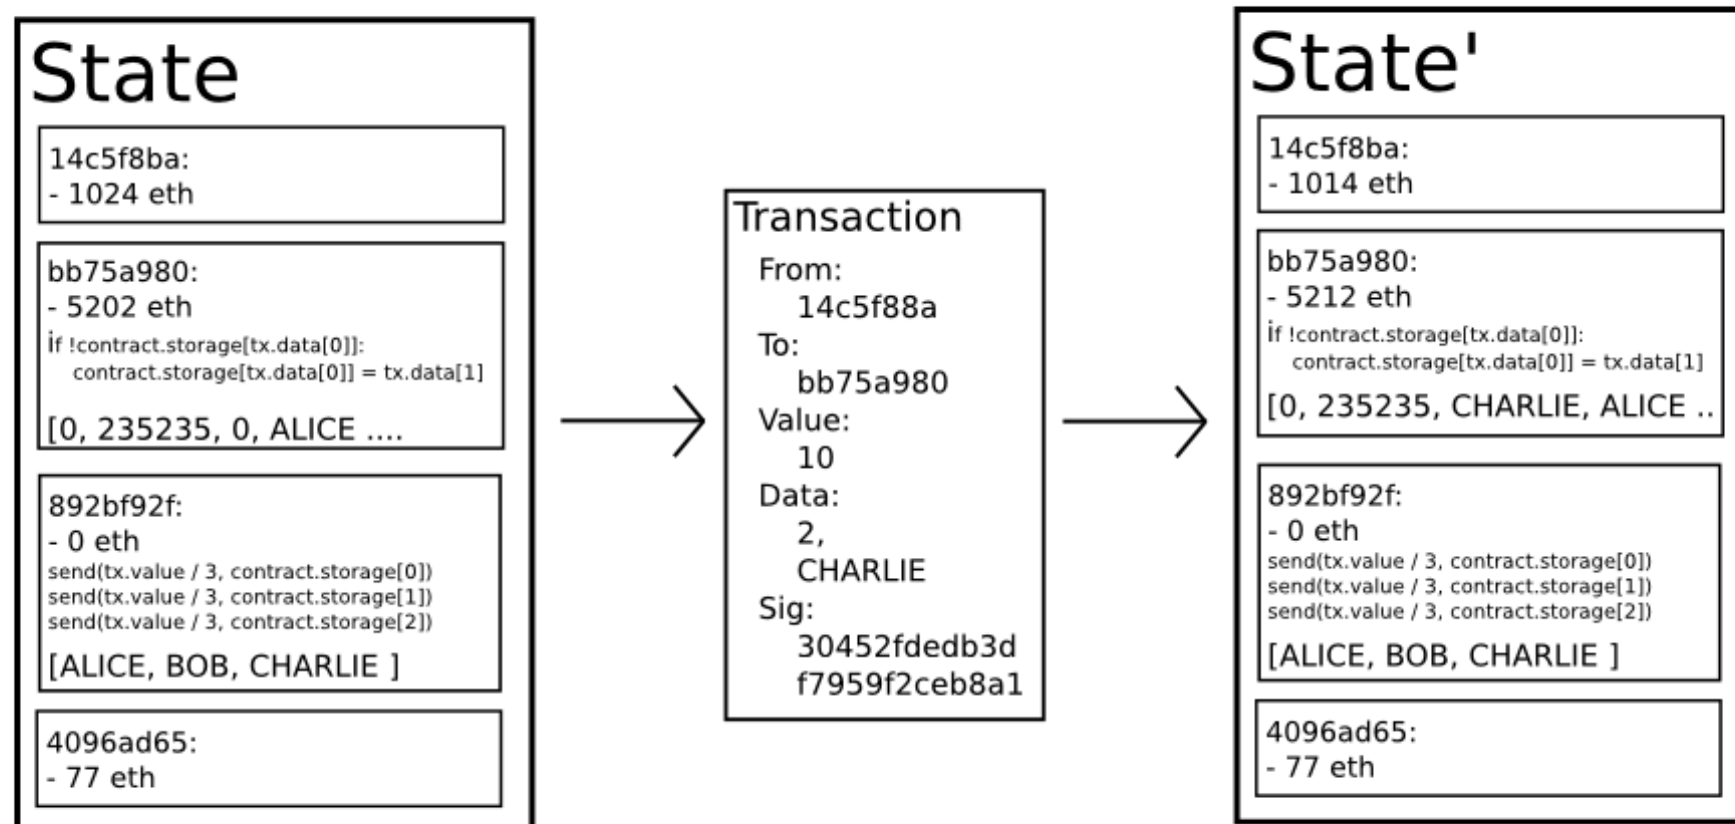 State
14c5f8ba:
- 1024 eth
bb75a980:
- 5202 eth
if !contract.storage[tx.data[0]]:
contract.storage[tx.data[0]] = tx.data[1]
[0, 235235, 0, ALICE ....
892bf92f:
- 0 eth
send(tx.value / 3, contract.storage[0])
send(tx.value / 3, contract.storage[1])
send(tx.value / 3, contract.storage[2])
[ALICE, BOB, CHARLIE ]
4096ad65:
- 77 eth
Transaction
From:
14c5f88a
To:
bb75a980
Value:
10
Data:
2,
CHARLIE
Sig:
30452fdedb3d
f7959f2ceb8a1
State'
14c5f8ba:
- 1014 eth
bb75a980:
- 5212 eth
if !contract.storage[tx.data[0]]:
contract.storage[tx.data[0]] = tx.data[1]
[0, 235235, CHARLIE, ALICE ..
892bf92f:
- 0 eth
send(tx.value / 3, contract.storage[0])
send(tx.value / 3, contract.storage[1])
send(tx.value / 3, contract.storage[2])
[ALICE, BOB, CHARLIE ]
4096ad65:
- 77 eth